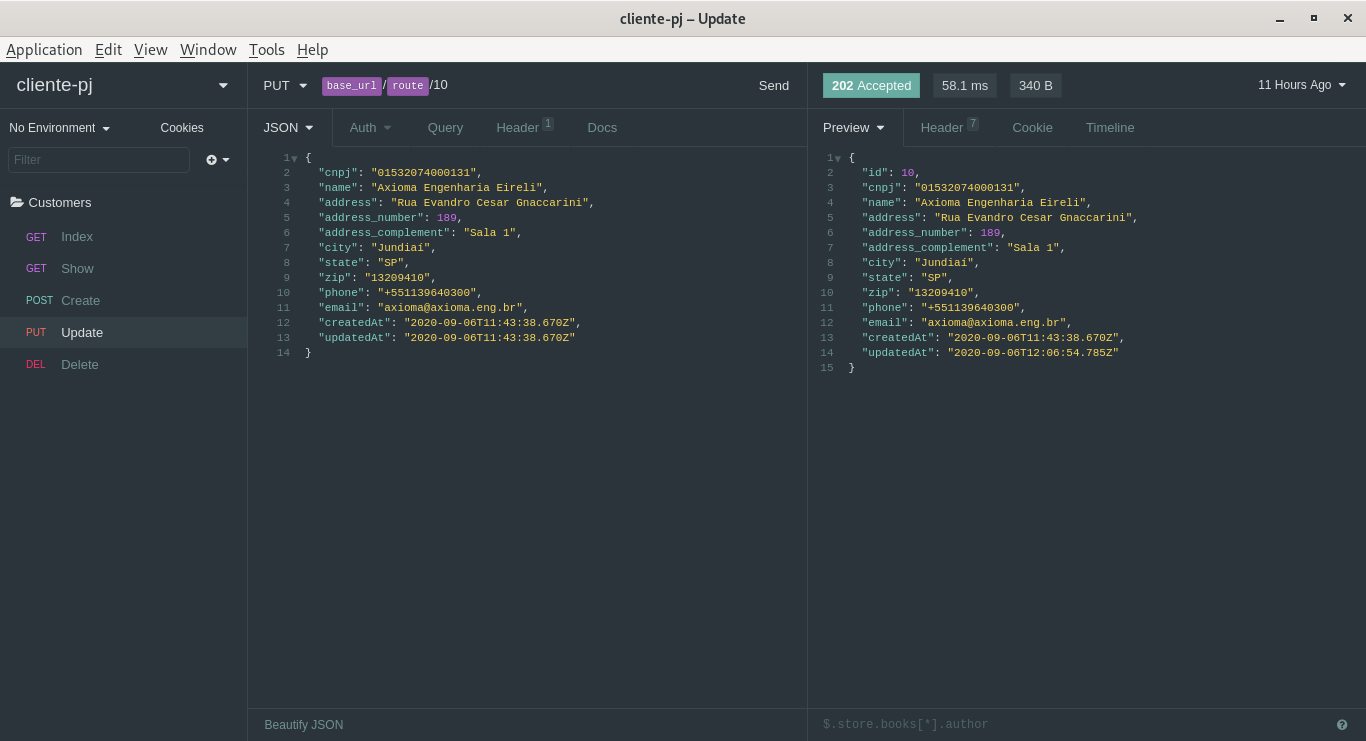 cliente-pj – Update
Application Edit View Window Tools Help
cliente-pj
No Environment Cookies
Filter
Customers
GET Index
GET Show
POST Create
PUT Update
DEL Delete
PUT base_url/route/10 Send
JSON Auth Query Header 1 Docs
1 {
2 "cnpj": "01532074000131",
3 "name": "Axioma Engenharia Eireli",
4 "address": "Rua Evandro Cesar Gnaccarini",
5 "address_number": 189,
6 "address_complement": "Sala 1",
7 "city": "Jundiaí",
8 "state": "SP",
9 "zip": "13209410",
10 "phone": "+551139640300",
11 "email": "axioma@axioma.eng.br",
12 "createdAt": "2020-09-06T11:43:38.670Z",
13 "updatedAt": "2020-09-06T11:43:38.670Z"
14 }
Beautify JSON
202 Accepted 58.1 ms 340 B 11 Hours Ago
Preview Header 7 Cookie Timeline
1 {
2 "id": 10,
3 "cnpj": "01532074000131",
4 "name": "Axioma Engenharia Eireli",
5 "address": "Rua Evandro Cesar Gnaccarini",
6 "address_number": 189,
7 "address_complement": "Sala 1",
8 "city": "Jundiaí",
9 "state": "SP",
10 "zip": "13209410",
11 "phone": "+551139640300",
12 "email": "axioma@axioma.eng.br",
13 "createdAt": "2020-09-06T11:43:38.670Z",
14 "updatedAt": "2020-09-06T12:06:54.785Z"
15 }
$.store.books[*].author